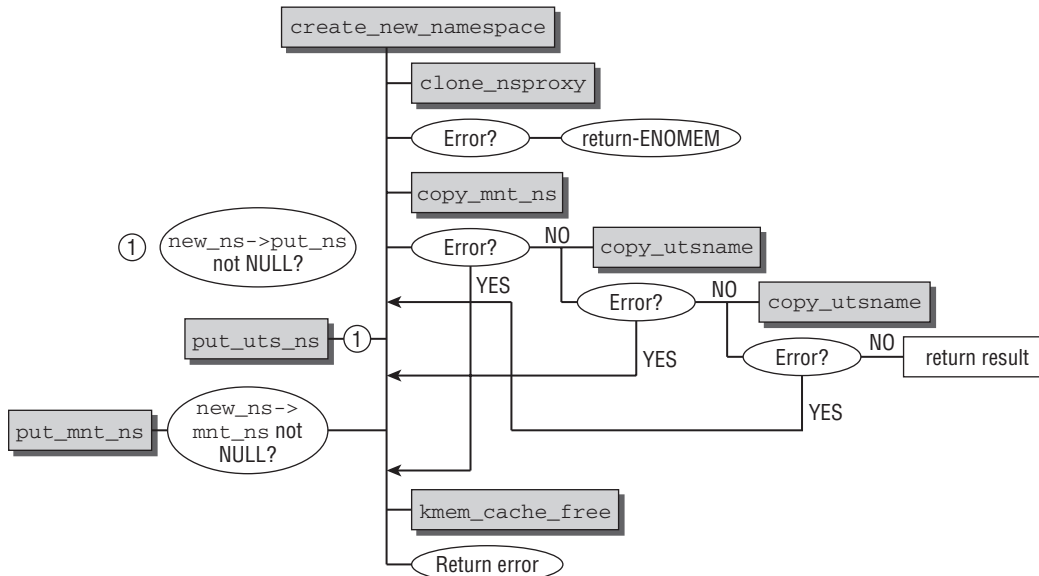 create_new_namespace
clone_nsproxy
Error?
return-ENOMEM
copy_mnt_ns
1
new_ns->put_ns
not NULL?
Error?
NO
copy_utsname
YES
Error?
NO
copy_utsname
put_uts_ns
1
YES
Error?
NO
return result
YES
put_mnt_ns
new_ns->
mnt_ns not
NULL?
kmem_cache_free
Return error